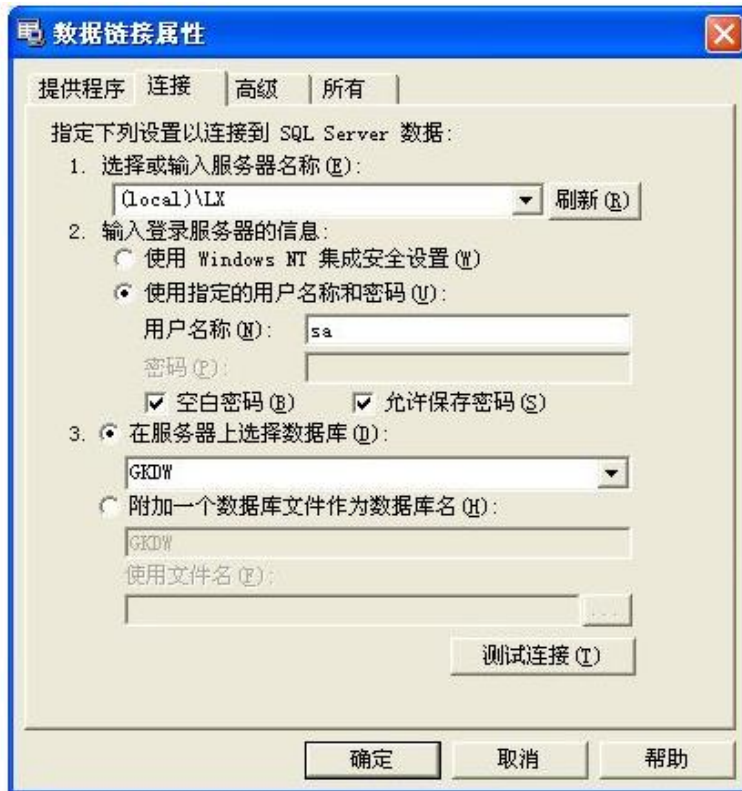 数据链接属性
提供程序 连接 高级 所有
指定下列设置以连接到 SQL Server 数据:
1. 选择或输入服务器名称(E):
(local)\LX 刷新(R)
2. 输入登录服务器的信息:
使用 Windows NT 集成安全设置(W)
使用指定的用户名称和密码(U):
用户名称(N): sa
密码(P):
空白密码(B) 允许保存密码(S)
3. 在服务器上选择数据库(D):
GKDW
附加一个数据库文件作为数据库名(H):
GKDW
使用文件名(F):
...
测试连接(T)
确定 取消 帮助